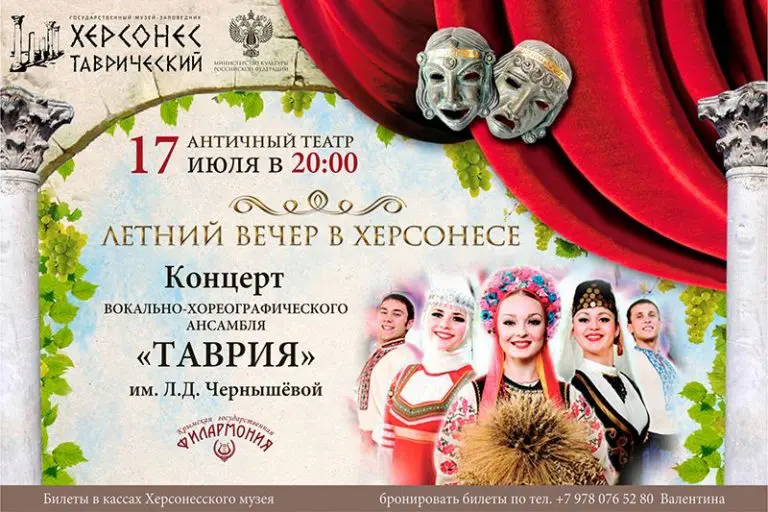 ГОСУДАРСТВЕННЫЙ МУЗЕЙ-ЗАПОВЕДНИК
ХЕРСОНЕС
ТАВРИЧЕСКИЙ
МИНИСТЕРСТВО КУЛЬТУРЫ
РОССИЙСКОЙ ФЕДЕРАЦИИ
17 АНТИЧНЫЙ ТЕАТР
ИЮЛЯ в 20:00
ЛЕТНИЙ ВЕЧЕР В ХЕРСОНЕСЕ
Концерт
ВОКАЛЬНО-ХОРЕОГРАФИЧЕСКОГО
АНСАМБЛЯ
«ТАВРИЯ»
им. Л.Д. Чернышёвой
Крымская государственная
ФИЛАРМОНИЯ
Билеты в кассах Херсонесского музея
бронировать билеты по тел. +7 978 076 52 80 Валентина